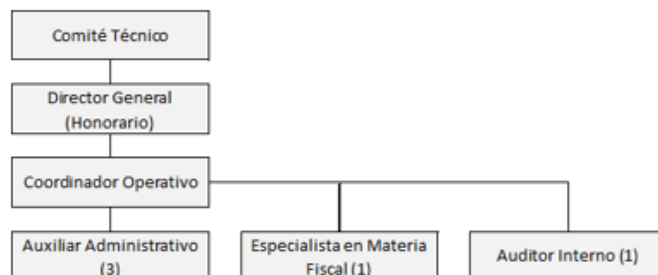 Comité Técnico
Director General
(Honorario)
Coordinador Operativo
Auxiliar Administrativo
(3)
Especialista en Materia
Fiscal (1)
Auditor Interno (1)